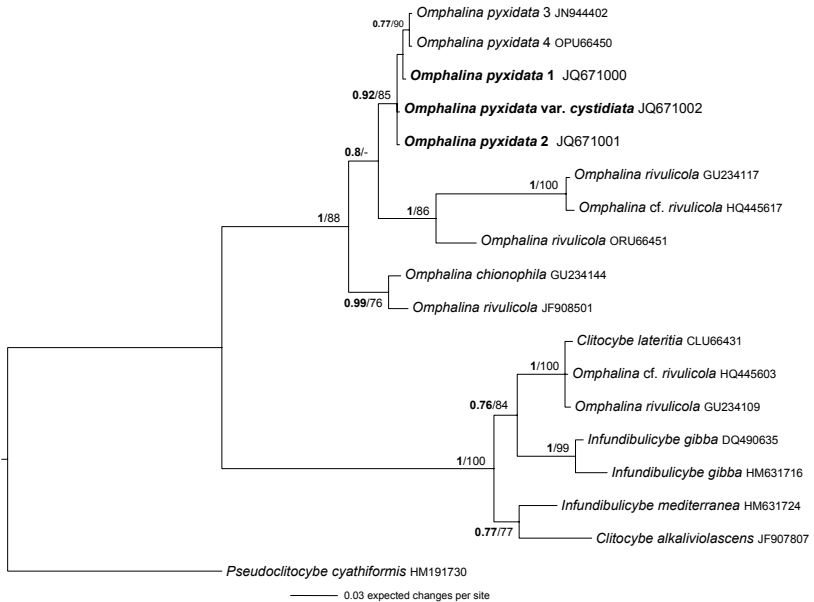 Omphalina pyxidata 3 JN944402
0.77/90
Omphalina pyxidata 4 OPU66450
Omphalina pyxidata 1 JQ671000
0.92/85
Omphalina pyxidata var. cystidiata JQ671002
Omphalina pyxidata 2 JQ671001
0.8/-
Omphalina rivulicola GU234117
1/100
Omphalina cf. rivulicola HQ445617
1/88
1/86
Omphalina rivulicola ORU66451
Omphalina chionophila GU234144
0.99/76
Omphalina rivulicola JF908501
Clitocybe lateritia CLU66431
1/100
Omphalina cf. rivulicola HQ445603
0.76/84
Omphalina rivulicola GU234109
Infundibulicybe gibba DQ490635
1/99
1/100
Infundibulicybe gibba HM631716
Infundibulicybe mediterranea HM631724
0.77/77
Clitocybe alkaliviolascens JF907807
Pseudoclitocybe cyathiformis HM191730
0.03 expected changes per site